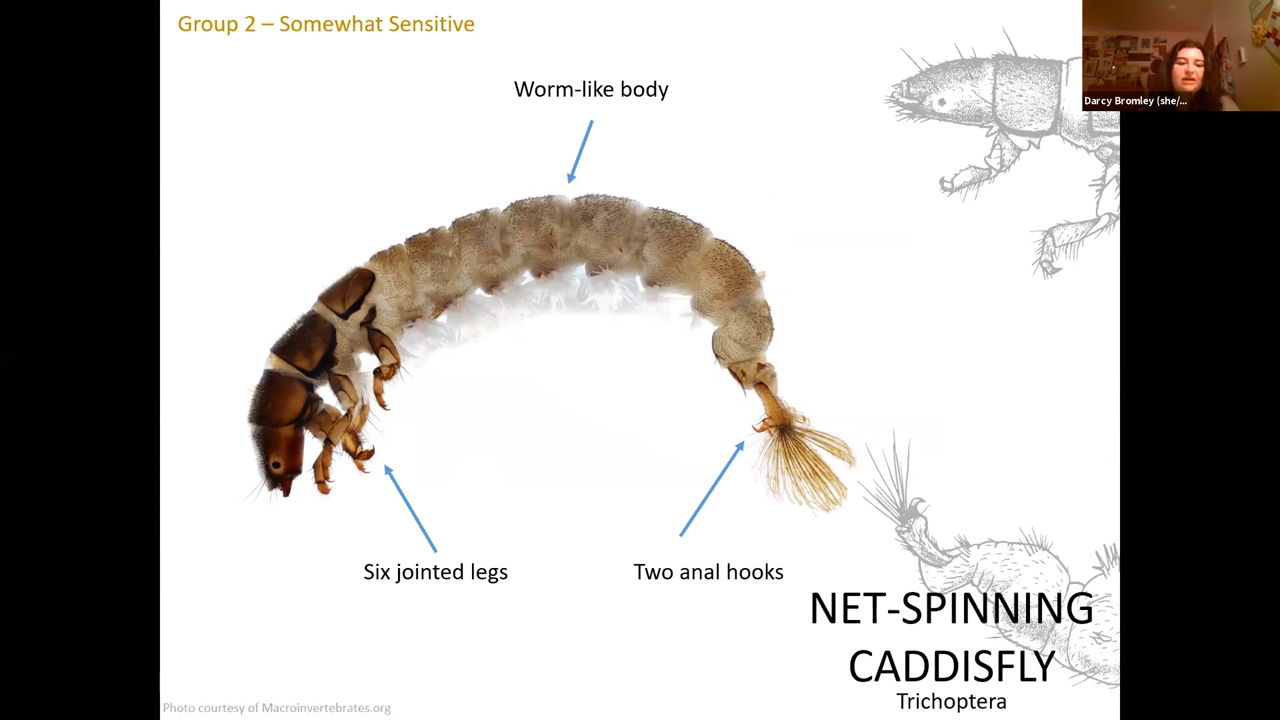 Group 2 – Somewhat Sensitive
Darcy Bromley (she/...
Worm-like body
Six jointed legs
Two anal hooks
NET-SPINNING
CADDISFLY
Trichoptera
Photo courtesy of Macroinvertebrates.org